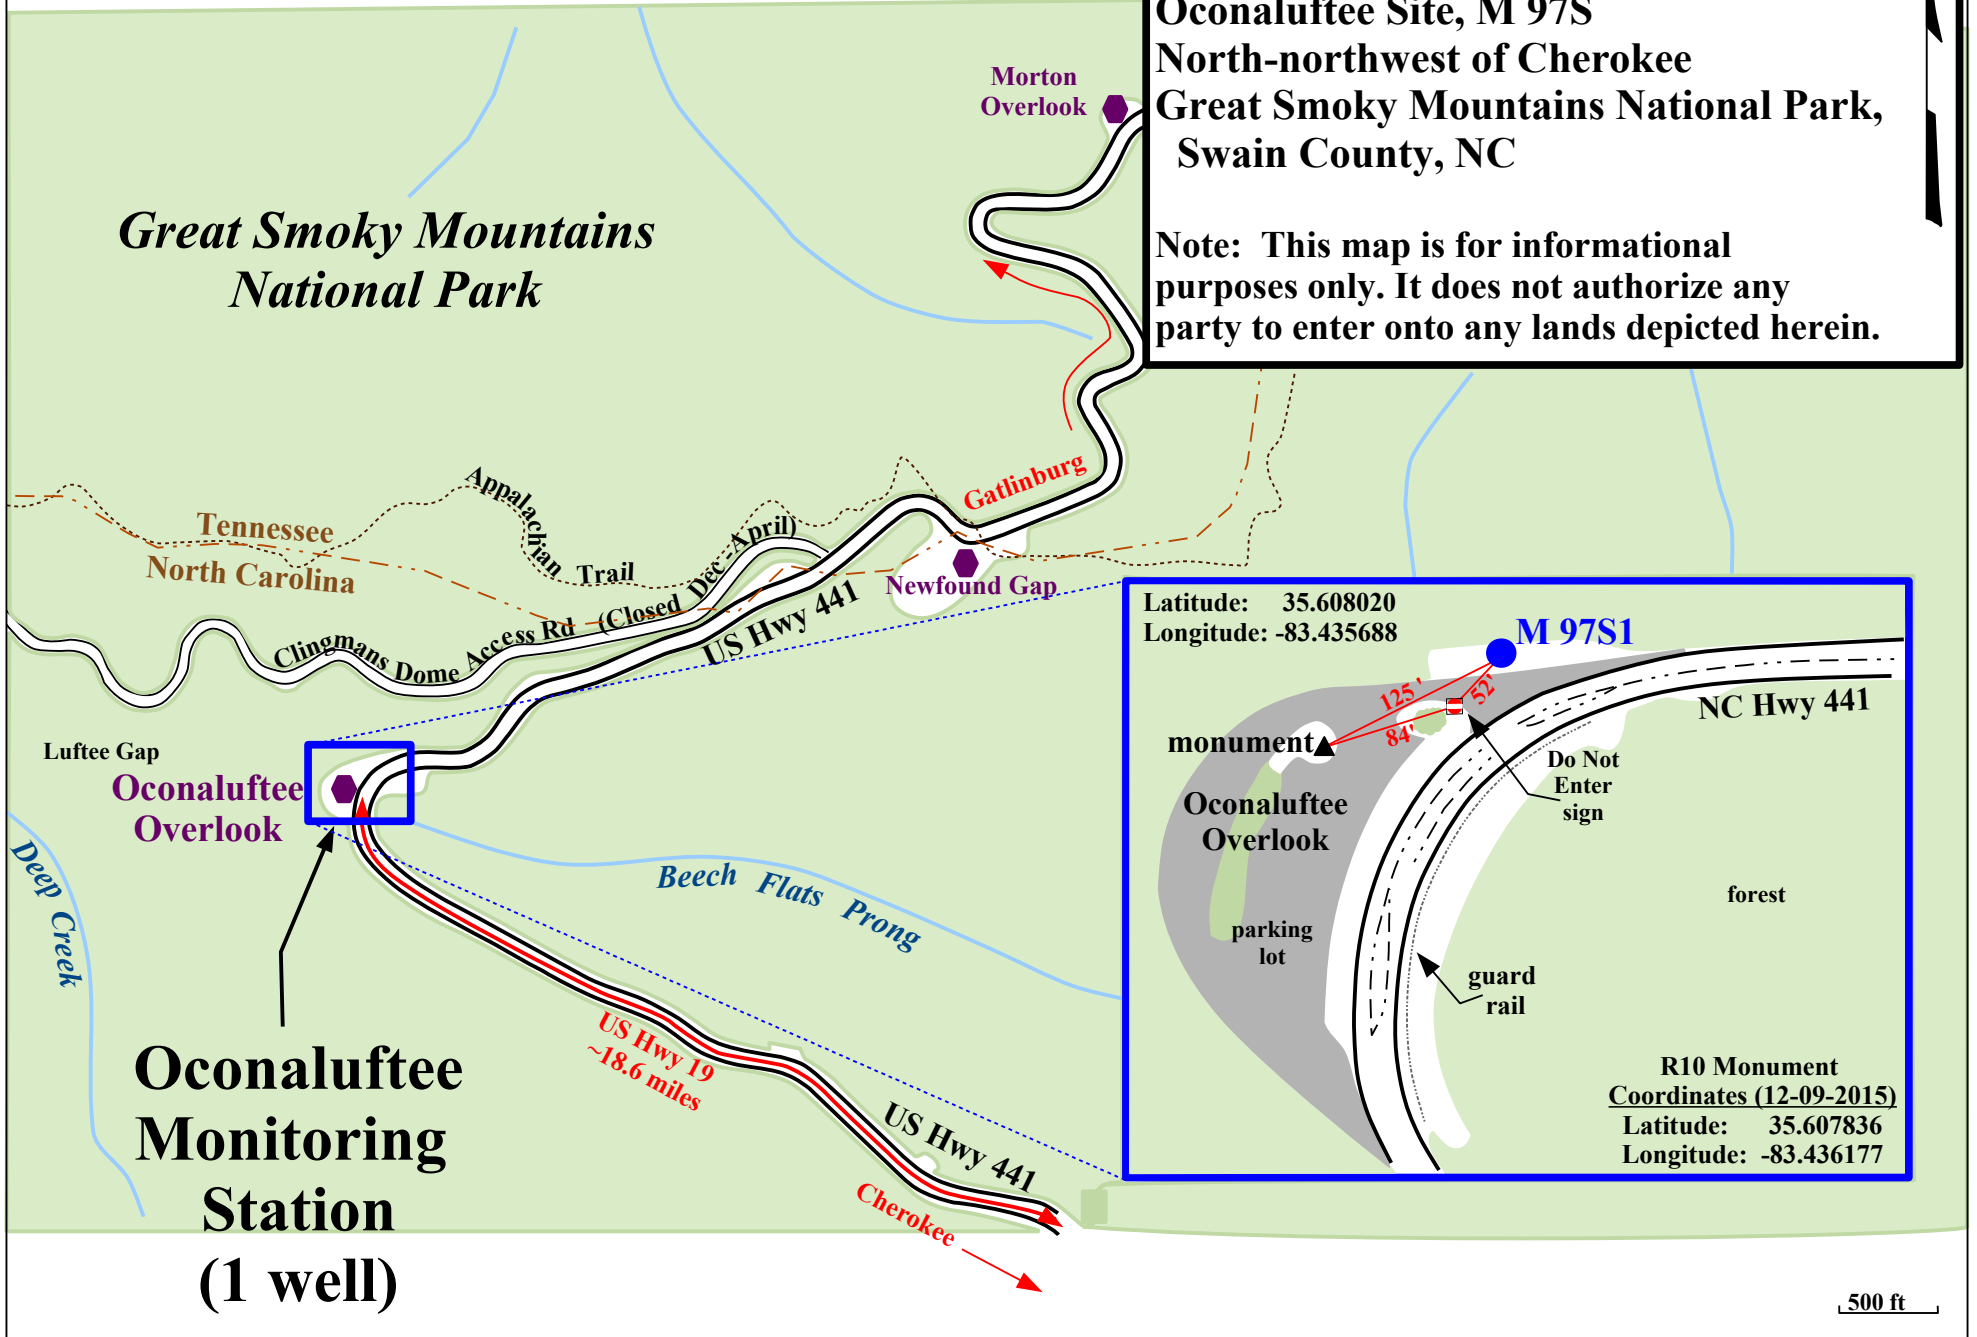 Oconaluftee Site, M 97S
North-northwest of Cherokee
Great Smoky Mountains National Park,
Swain County, NC
Note: This map is for informational
purposes only. It does not authorize any
party to enter onto any lands depicted herein.
Morton
Overlook
Great Smoky Mountains
National Park
Gatlinburg
Appalachian Trail
Tennessee
North Carolina
Newfound Gap
Clingmans Dome Access Rd (Closed Dec -April)
US Hwy 441
Luftee Gap
Oconaluftee
Overlook
Deep Creek
Beech Flats Prong
US Hwy 19
~18.6 miles
US Hwy 441
Cherokee
Oconaluftee
Monitoring
Station
(1 well)
Latitude: 35.608020
Longitude: -83.435688
M 97S1
125 '
52'
84'
monument
NC Hwy 441
Do Not
Enter
sign
Oconaluftee
Overlook
forest
parking
lot
guard
rail
R10 Monument
Coordinates (12-09-2015)
Latitude: 35.607836
Longitude: -83.436177
500 ft